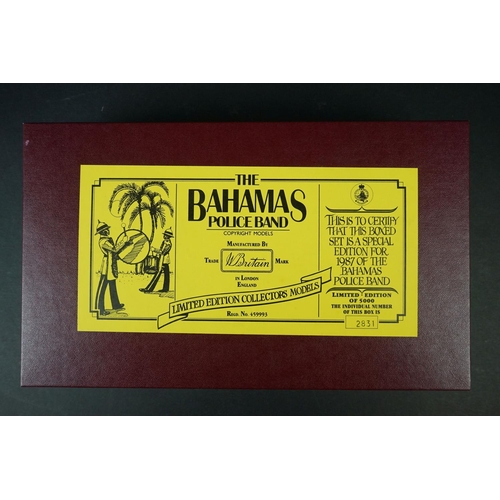 THE
BAHAMAS
POLICE BAND
COPYRIGHT MODELS
MANUFACTURED BY
TRADE W Britain MARK
IN LONDON
ENGLAND
LIMITED EDITION COLLECTORS MODELS
REGD. No. 459993
THIS IS TO CERTIFY
THAT THIS BOXED
SET IS A SPECIAL
EDITION FOR
1987 OF THE
BAHAMAS
POLICE BAND
LIMITED EDITION
OF 5000
THE INDIVIDUAL NUMBER
OF THIS BOX IS
2831